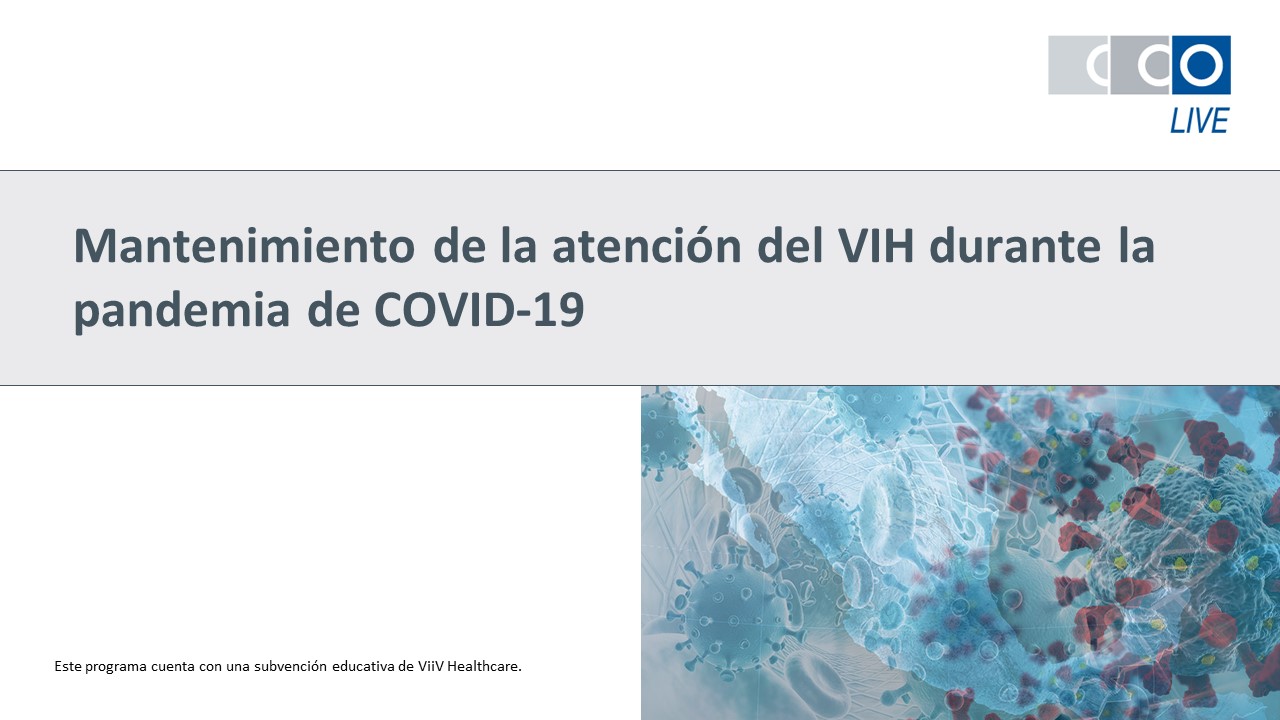 CCO
LIVE
Mantenimiento de la atención del VIH durante la
pandemia de COVID-19
Este programa cuenta con una subvención educativa de ViiV Healthcare.